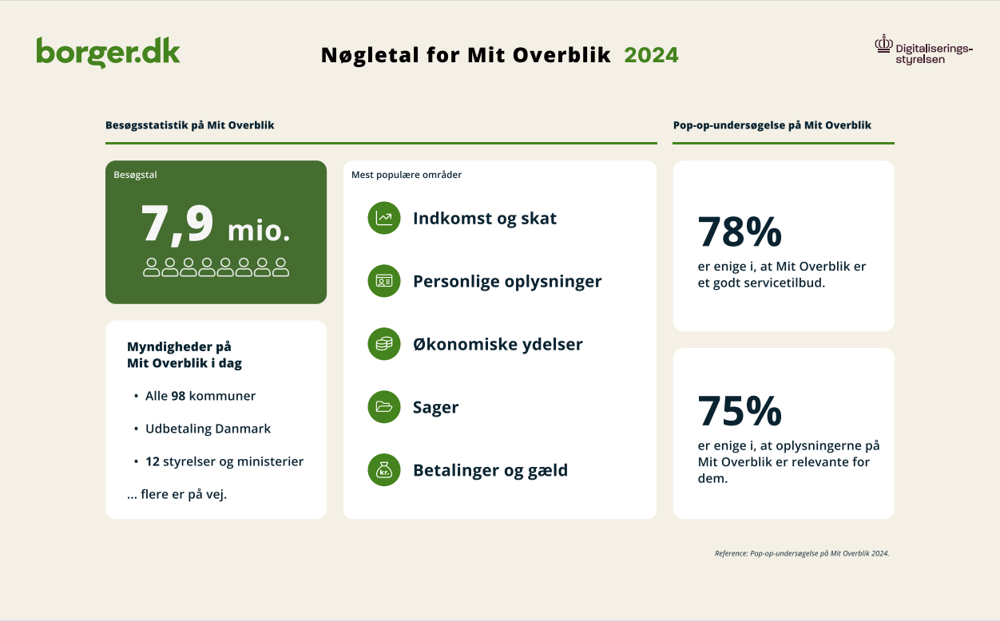 borger.dk
Nøgletal for Mit Overblik 2024
Digitaliserings-
styrelsen
Besøgsstatistik på Mit Overblik
Besøgstal
7,9 mio.
Myndigheder på
Mit Overblik i dag
• Alle 98 kommuner
• Udbetaling Danmark
• 12 styrelser og ministerier
... flere er på vej.
Mest populære områder
Indkomst og skat
Personlige oplysninger
Økonomiske ydelser
Sager
kr.
Betalinger og gæld
Pop-op-undersøgelse på Mit Overblik
78%
er enige i, at Mit Overblik er
et godt servicetilbud.
75%
er enige i, at oplysningerne på
Mit Overblik er relevante for
dem.
Reference: Pop-op-undersøgelse på Mit Overblik 2024.